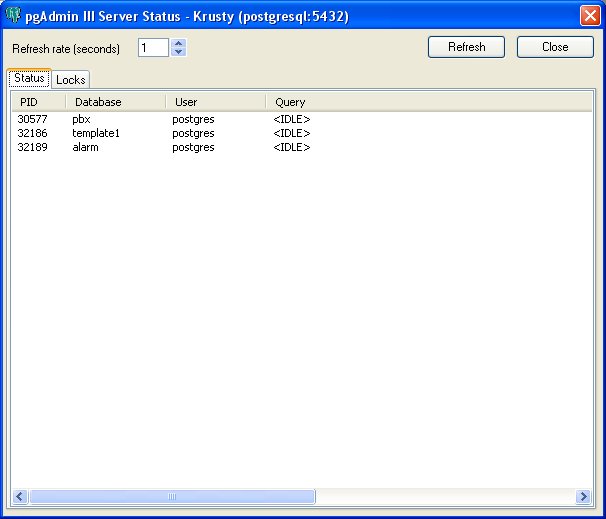 pgAdmin III Server Status - Krusty (postgresql:5432)
Refresh rate (seconds) 1 Refresh Close
Status Locks
PID Database User Query
30577 pbx postgres <IDLE>
32186 template1 postgres <IDLE>
32189 alarm postgres <IDLE>